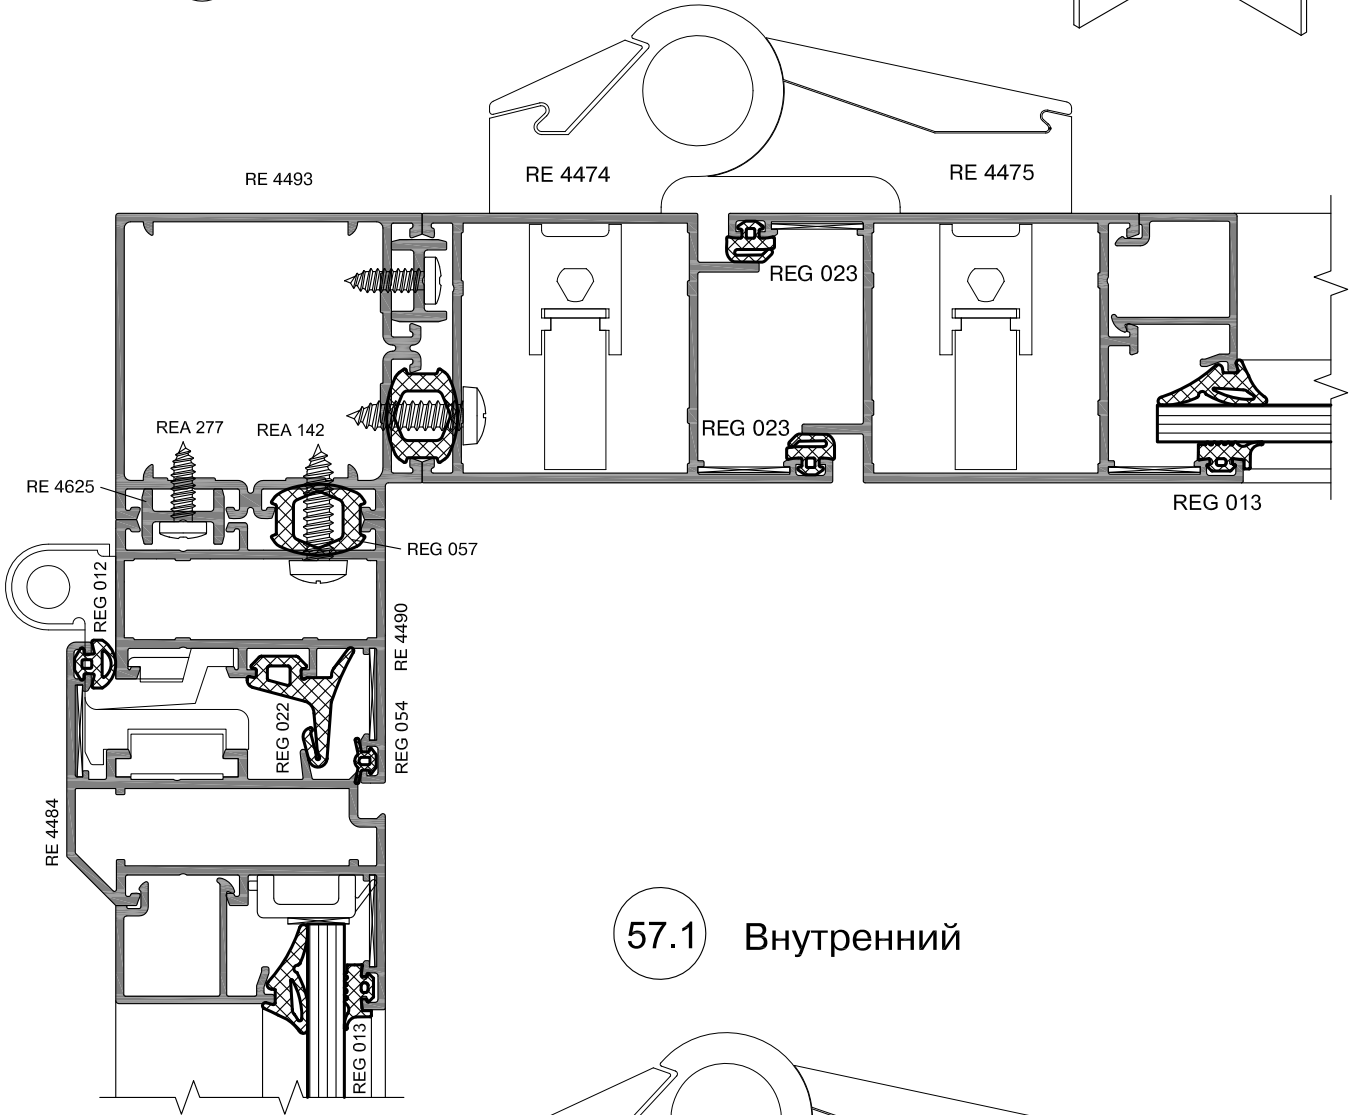 RE 4474
RE 4475
RE 4493
REG 023
REG 023
REA 277
REA 142
RE 4625
REG 013
REG 057
REG 012
RE 4490
REG 022
REG 054
RE 4484
57.1 Внутренний
REG 013